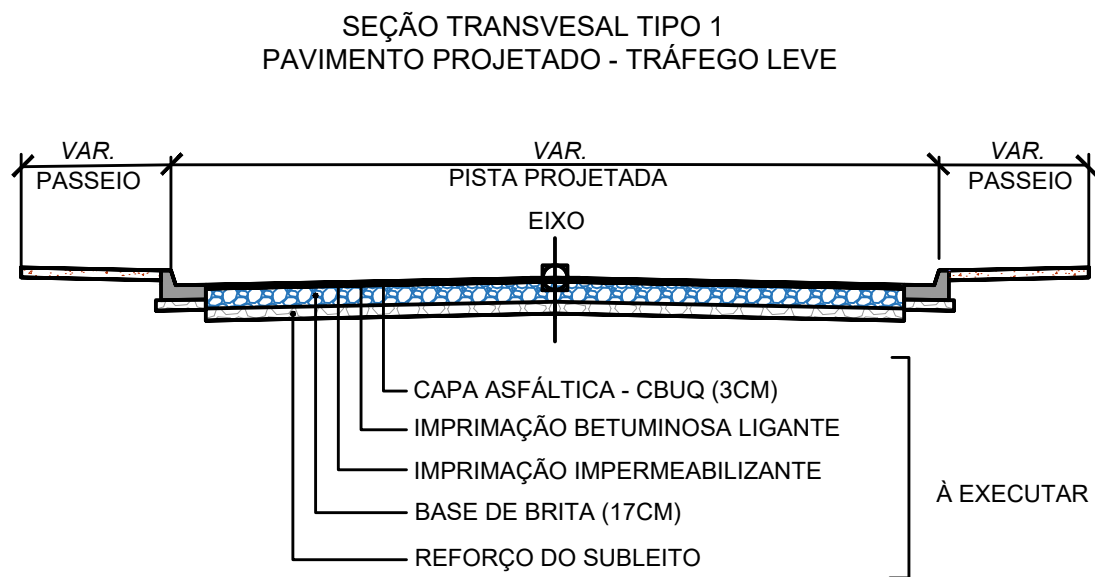 SEÇÃO TRANSVESAL TIPO 1
PAVIMENTO PROJETADO - TRÁFEGO LEVE
VAR.
PASSEIO
VAR.
PISTA PROJETADA
VAR.
PASSEIO
EIXO
CAPA ASFÁLTICA - CBUQ (3CM)
IMPRIMAÇÃO BETUMINOSA LIGANTE
IMPRIMAÇÃO IMPERMEABILIZANTE
BASE DE BRITA (17CM)
REFORÇO DO SUBLEITO
À EXECUTAR